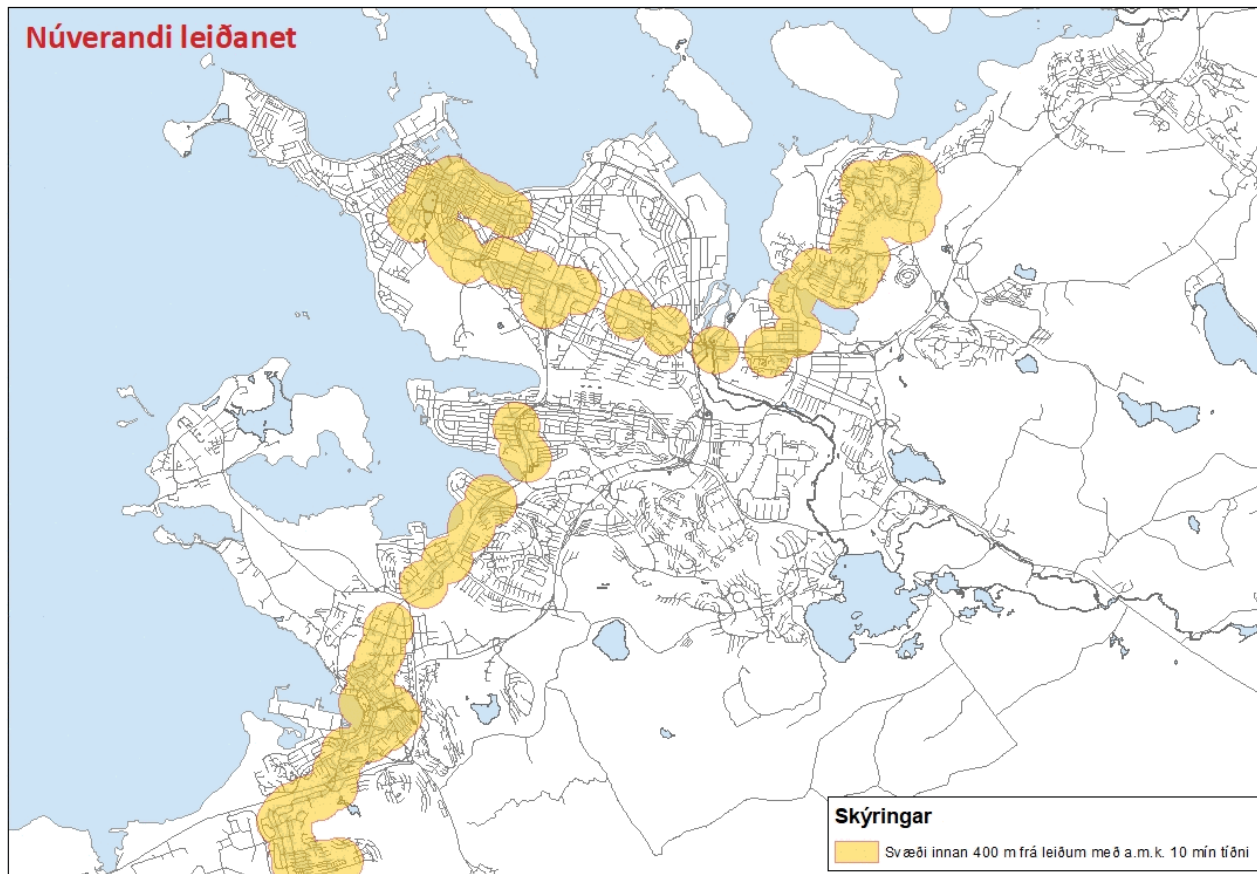 Núverandi leiðanet
Skýringar
Svæði innan 400 m frá leiðum með a.m.k. 10 mín tíðni